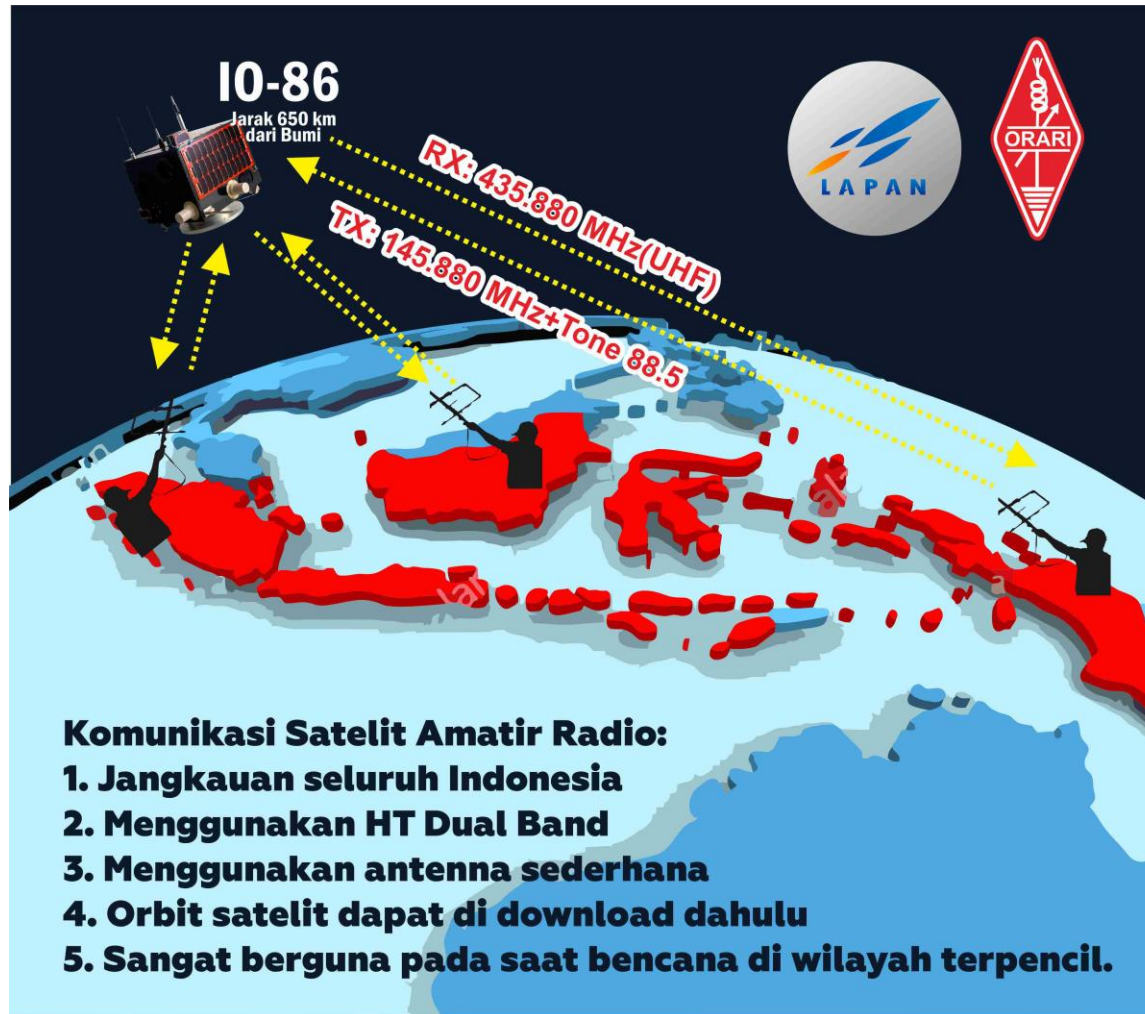 IO-86
Jarak 650 km
dari Bumi
RX: 435.880 MHz(UHF)
TX: 145.880 MHz+Tone 88.5
LAPAN
ORARI
Komunikasi Satelit Amatir Radio:
1. Jangkauan seluruh Indonesia
2. Menggunakan HT Dual Band
3. Menggunakan antenna sederhana
4. Orbit satelit dapat di download dahulu
5. Sangat berguna pada saat bencana di wilayah terpencil.